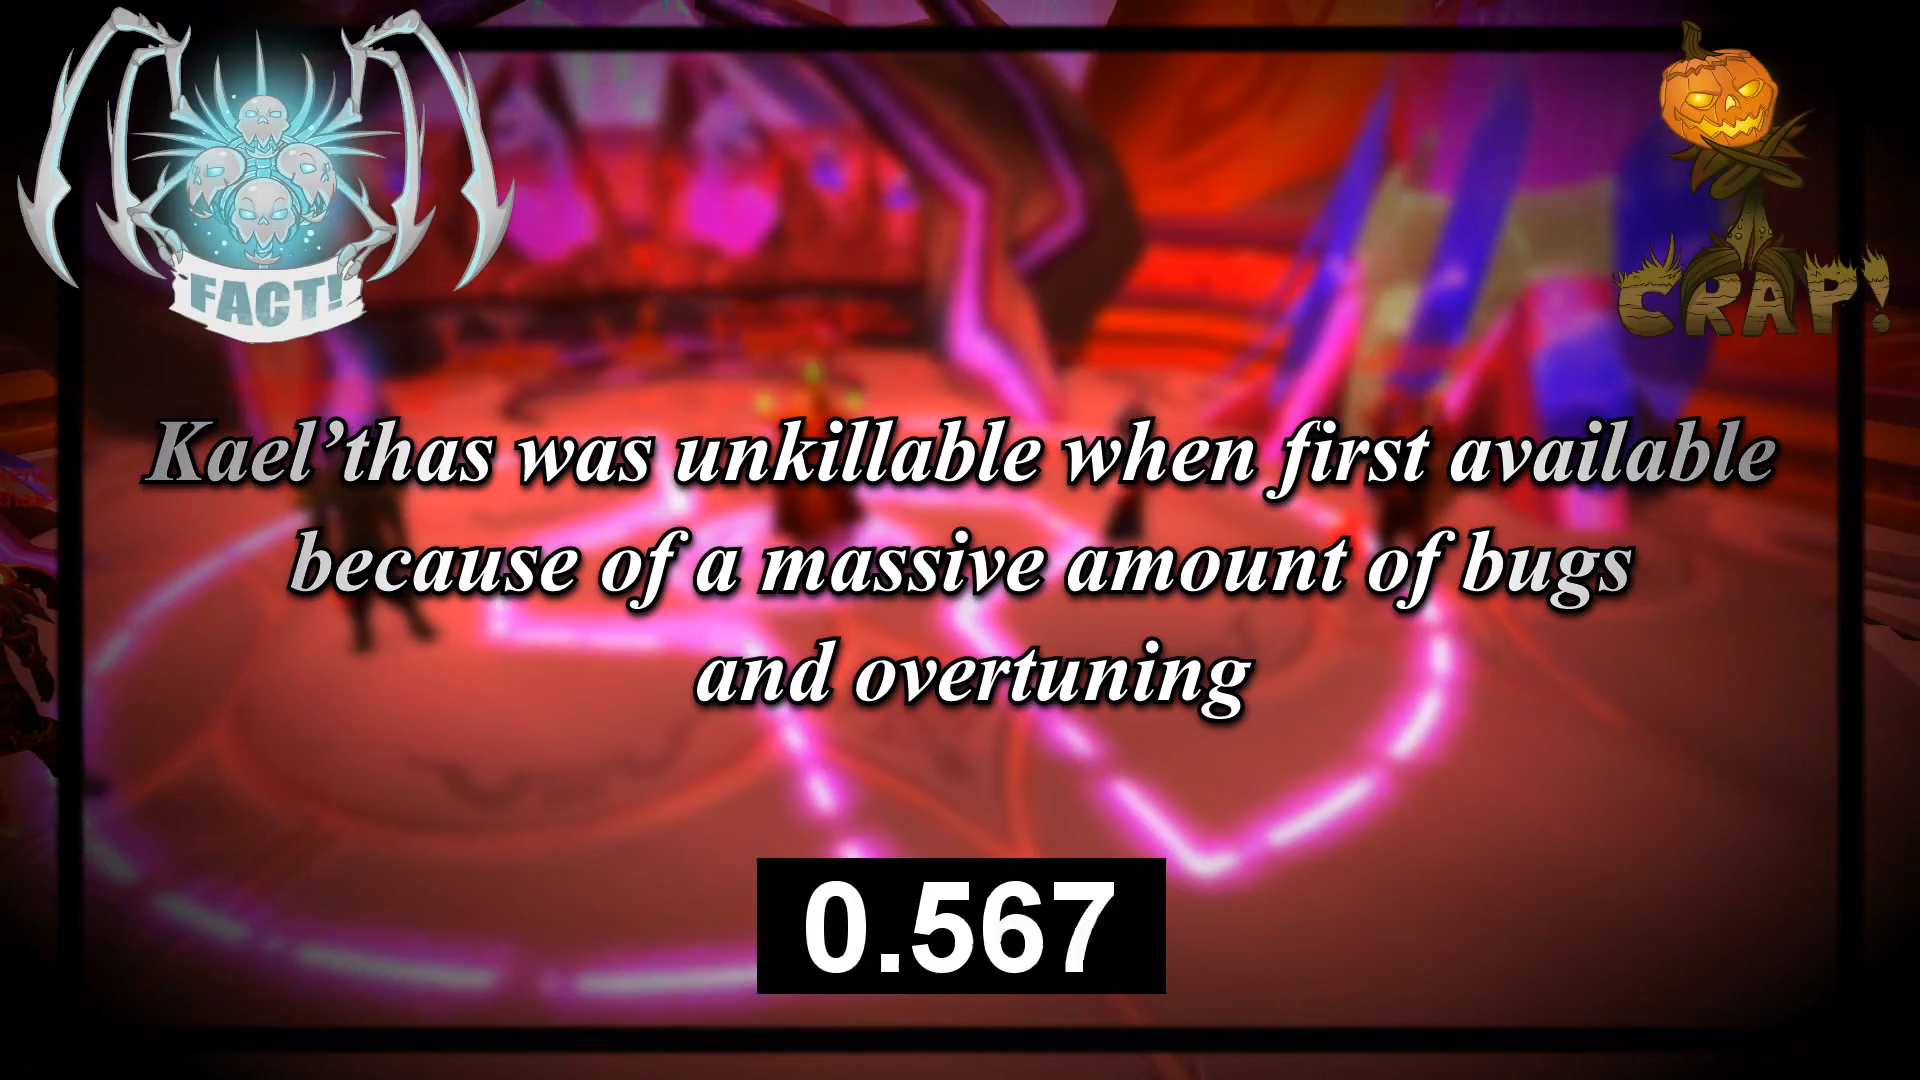 FACT!
CRAP!
Kael’thas was unkillable when first available
because of a massive amount of bugs
and overtuning
0.567